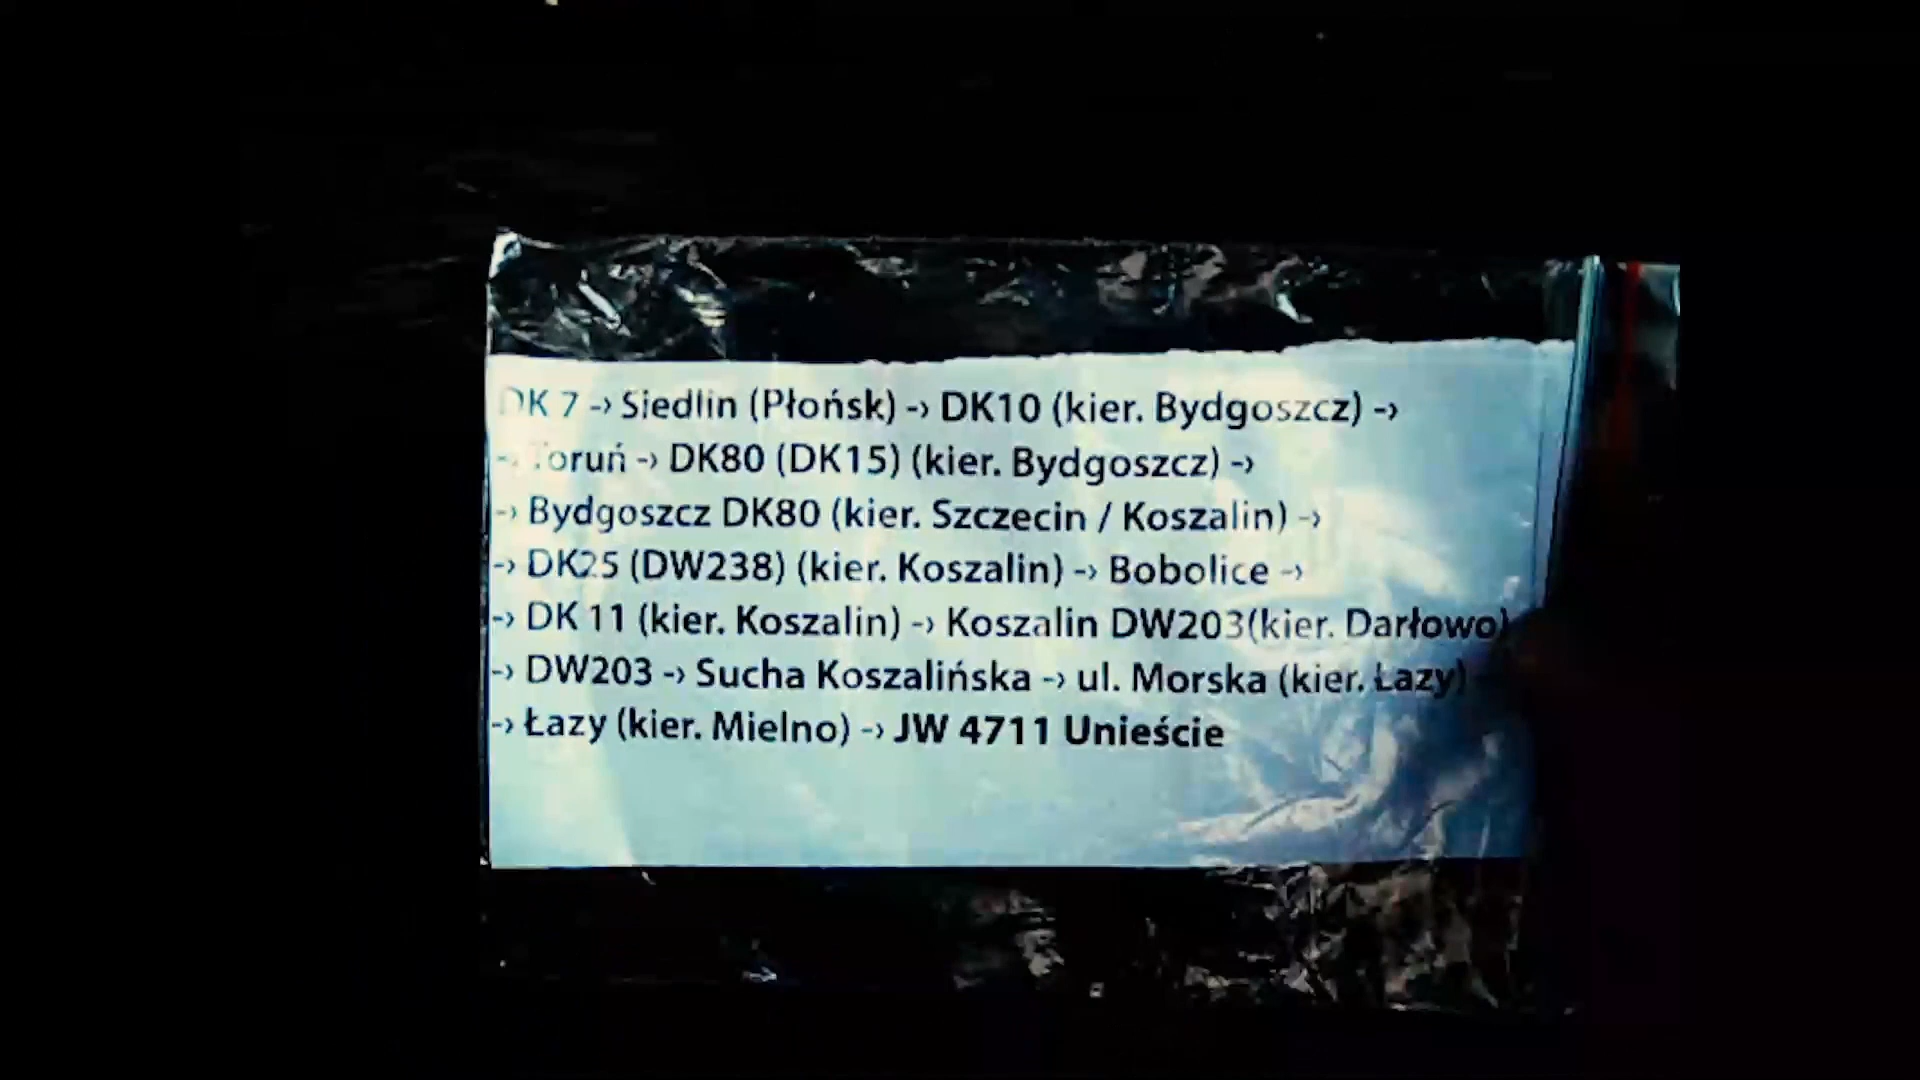 DK 7 -> Siedlin (Płońsk) -> DK10 (kier. Bydgoszcz) ->
-> Toruń -> DK80 (DK15) (kier. Bydgoszcz) ->
-> Bydgoszcz DK80 (kier. Szczecin / Koszalin) ->
-> DK25 (DW238) (kier. Koszalin) -> Bobolice ->
-> DK 11 (kier. Koszalin) -> Koszalin DW203(kier. Darłowo)
-> DW203 -> Sucha Koszalińska -> ul. Morska (kier. Łazy) -
-> Łazy (kier. Mielno) -> JW 4711 Unieście